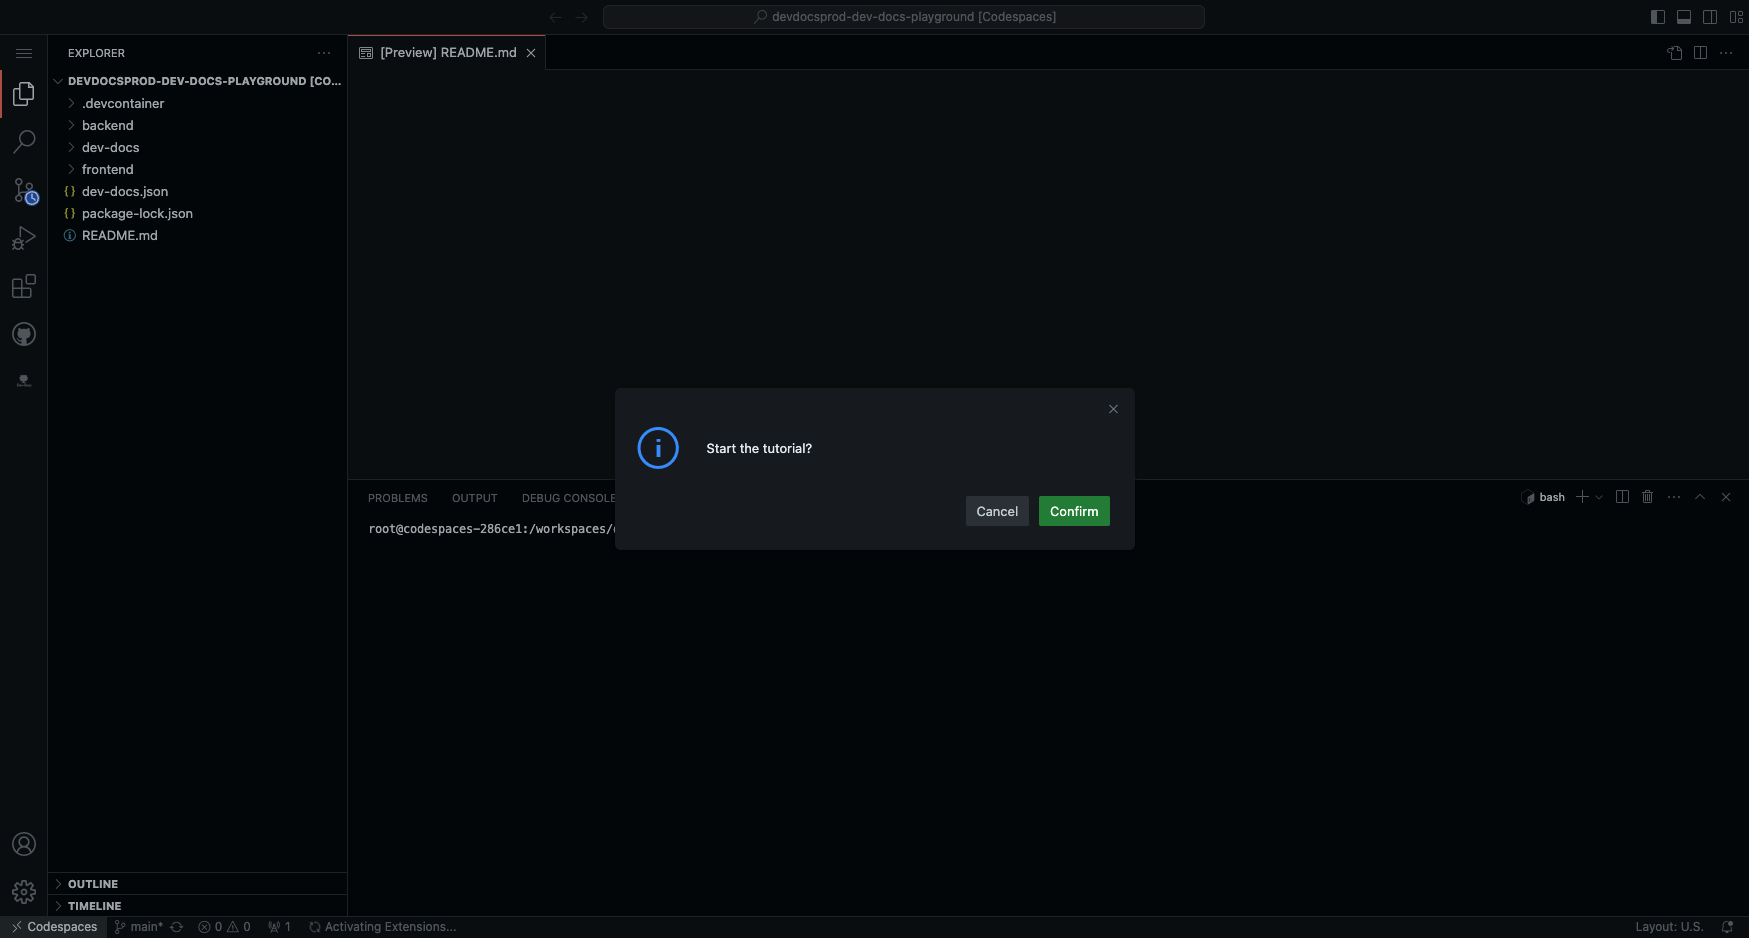 devdocsprod-dev-docs-playground [Codespaces]
EXPLORER
[Preview] README.md
DEVDOCSPROD-DEV-DOCS-PLAYGROUND [CO...
.devcontainer
backend
dev-docs
frontend
{} dev-docs.json
{} package-lock.json
README.md
Start the tutorial?
Cancel
Confirm
PROBLEMS OUTPUT DEBUG CONSOLE
bash
root@codespaces-286ce1:/workspaces/
OUTLINE
TIMELINE
Codespaces main* 0 0 1 Activating Extensions... Layout: U.S.